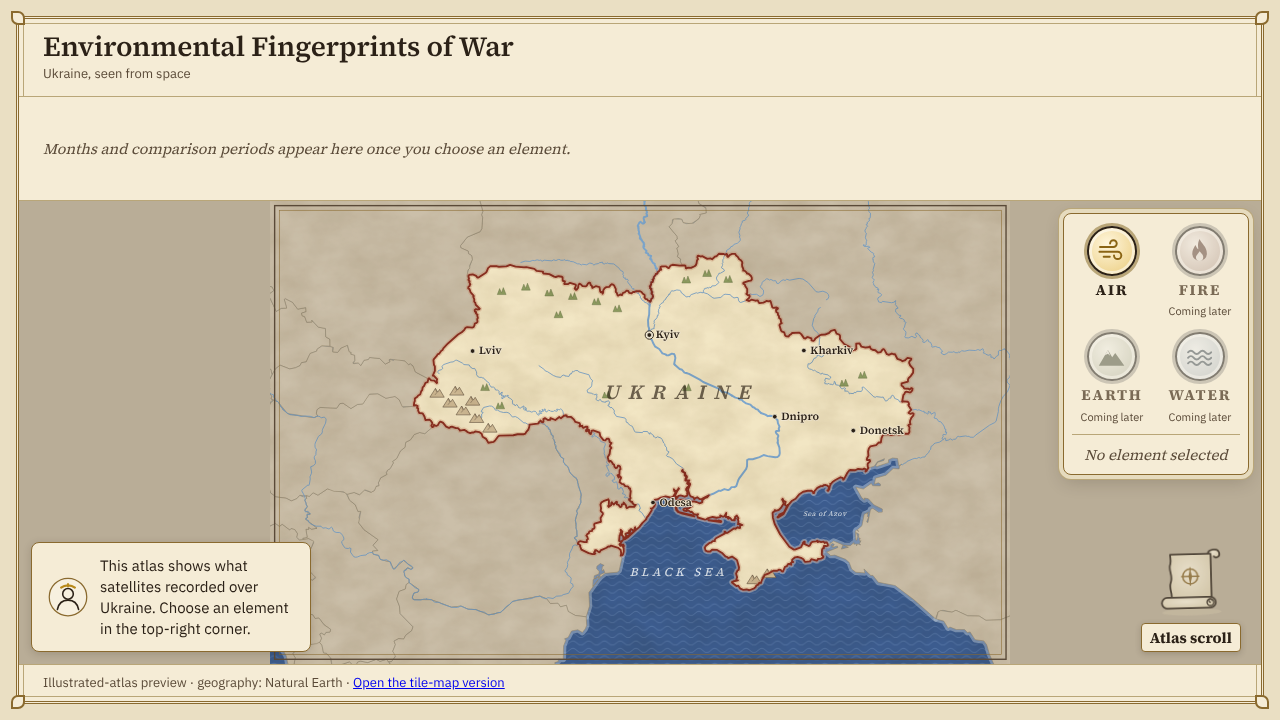 Environmental Fingerprints of War
Ukraine, seen from space
Months and comparison periods appear here once you choose an element.
AIR
FIRE
Coming later
EARTH
Coming later
WATER
Coming later
No element selected
Kyiv
Lviv
Kharkiv
UKRAINE
Dnipro
Donetsk
Odesa
Sea of Azov
BLACK SEA
This atlas shows what
satellites recorded over
Ukraine. Choose an element
in the top-right corner.
Atlas scroll
Illustrated-atlas preview · geography: Natural Earth · Open the tile-map version